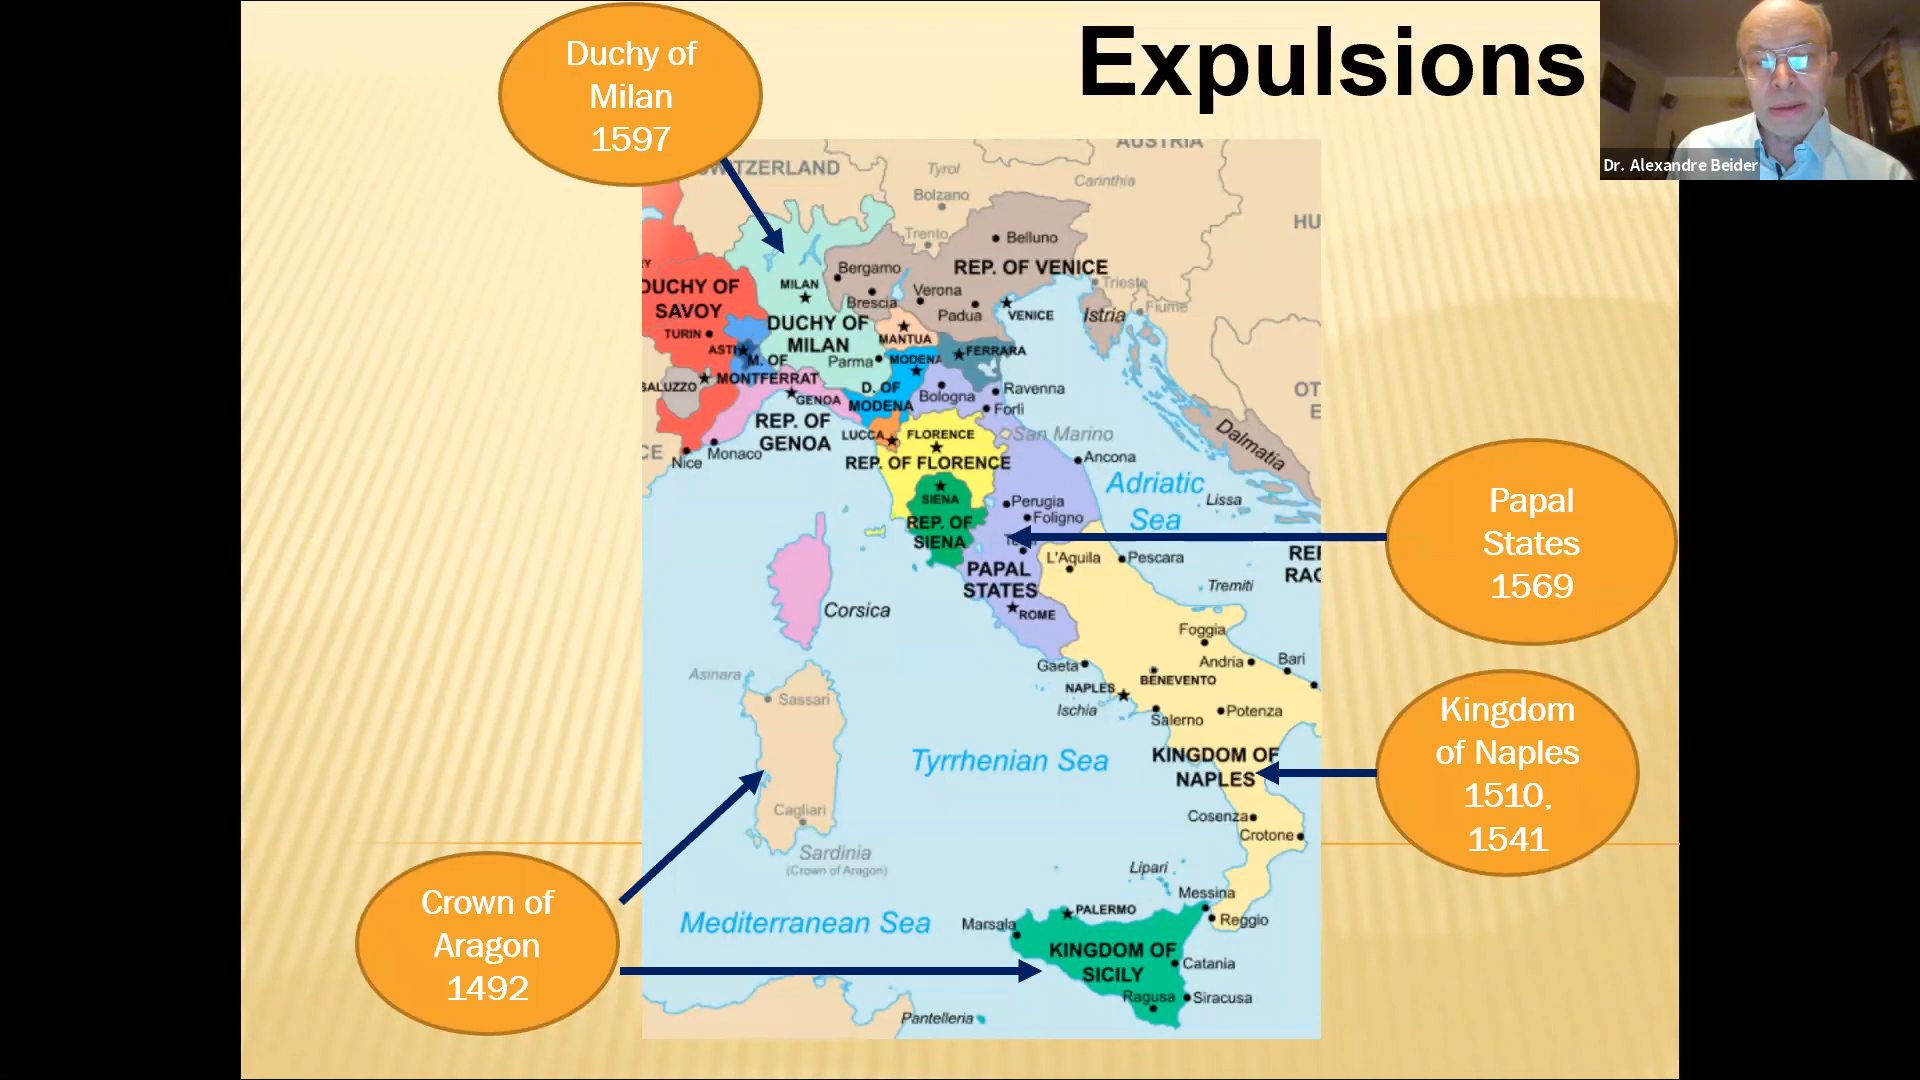 Expulsions
Duchy of
Milan
1597
Dr. Alexandre Beider
AUSTRIA
Tyrol
Carinthia
Bolzano
HU
Trento
Belluno
REP. OF VENICE
Bergamo
Trieste
DUCHY OF
SAVOY
MILAN
Verona
Brescia
Padua
VENICE
Istria
Fiume
TURIN
DUCHY OF
MILAN
MANTUA
ASTI
M. OF
MONTFERRAT
Parma
MODENA
FERRARA
SALUZZO
GENOA
D. OF
MODENA
Bologna
Ravenna
Forlì
OT
E
REP. OF
GENOA
LUCCA
FLORENCE
San Marino
Dalmatia
CE
Nice
Monaco
REP. OF FLORENCE
Ancona
Adriatic
Sea
Lissa
SIENA
REP. OF
SIENA
Perugia
Foligno
Papal
States
1569
L'Aquila
Pescara
REP
RAG
PAPAL
STATES
Tremiti
ROME
Corsica
Foggia
Andria
Bari
Gaeta
Asinara
Sassari
NAPLES
BENEVENTO
Ischia
Salerno
Potenza
Kingdom
of Naples
1510,
1541
Tyrrhenian Sea
KINGDOM OF
NAPLES
Cagliari
Cosenza
Crotone
Sardinia
(Crown of Aragon)
Lipari
Messina
Crown of
Aragon
1492
Mediterranean Sea
Marsala
PALERMO
Reggio
KINGDOM OF
SICILY
Catania
Ragusa
Siracusa
Pantelleria